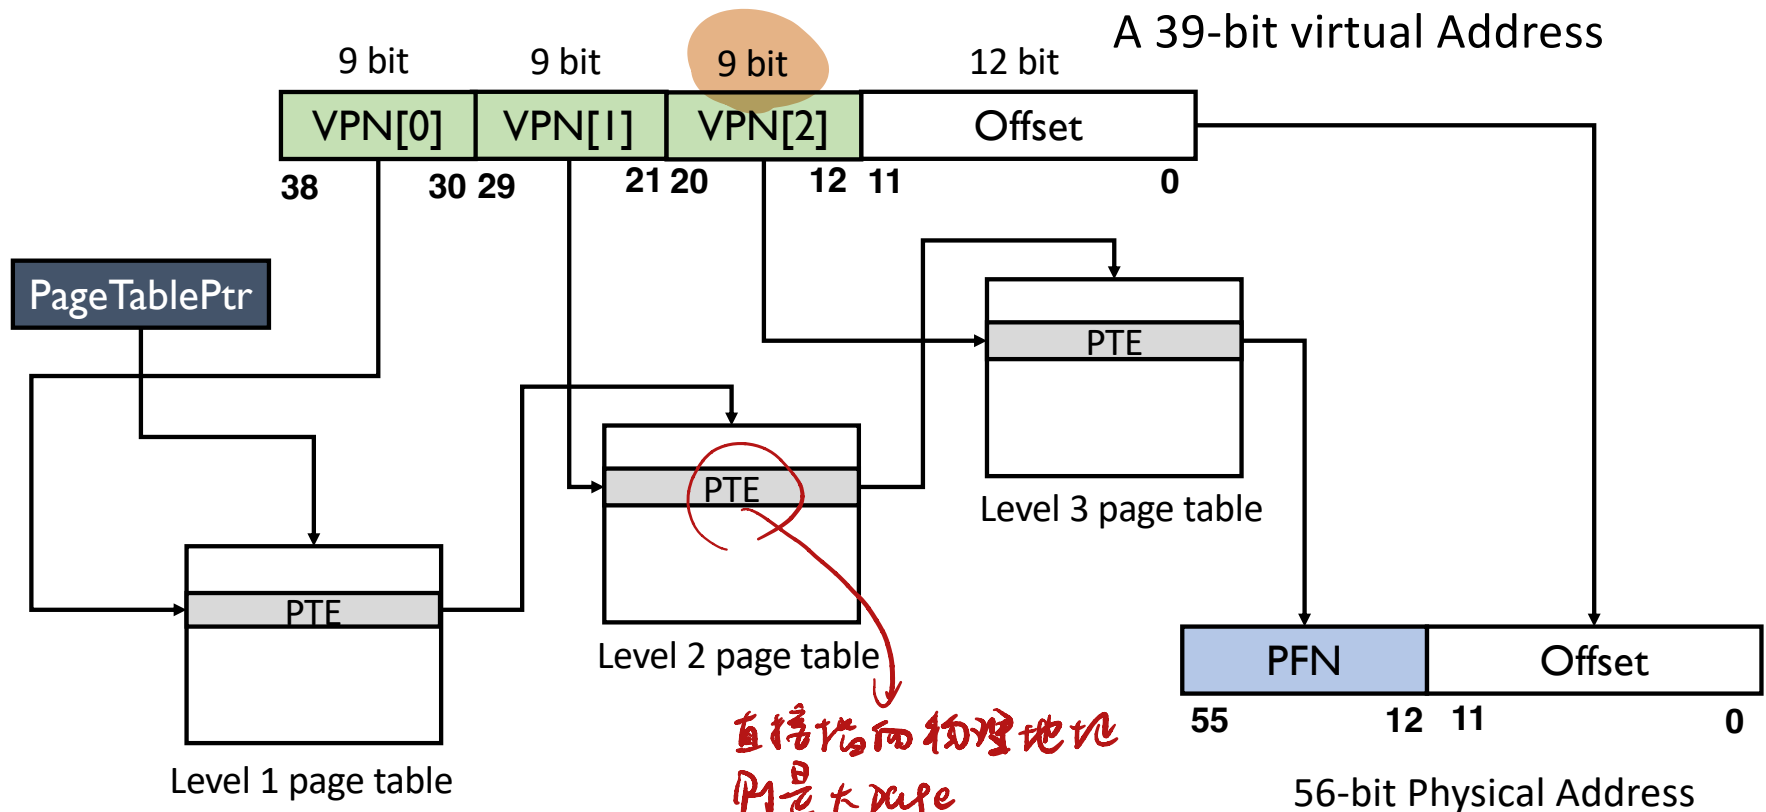 A 39-bit virtual Address
9 bit 9 bit 9 bit 12 bit
VPN[0] VPN[1] VPN[2] Offset
38 30 29 21 20 12 11 0
PageTablePtr
PTE
PTE
Level 3 page table
PTE
Level 2 page table
PFN Offset
55 12 11 0
直接指向物理地址
则是大page
Level 1 page table
56-bit Physical Address